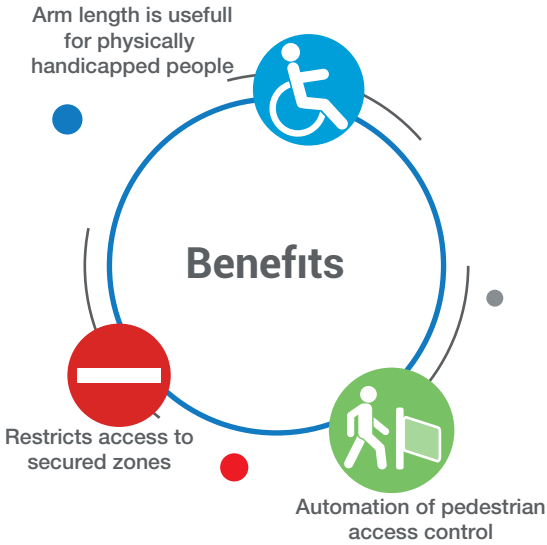 Arm length is usefull
for physically
handicapped people
Benefits
Restricts access to
secured zones
Automation of pedestrian
access control